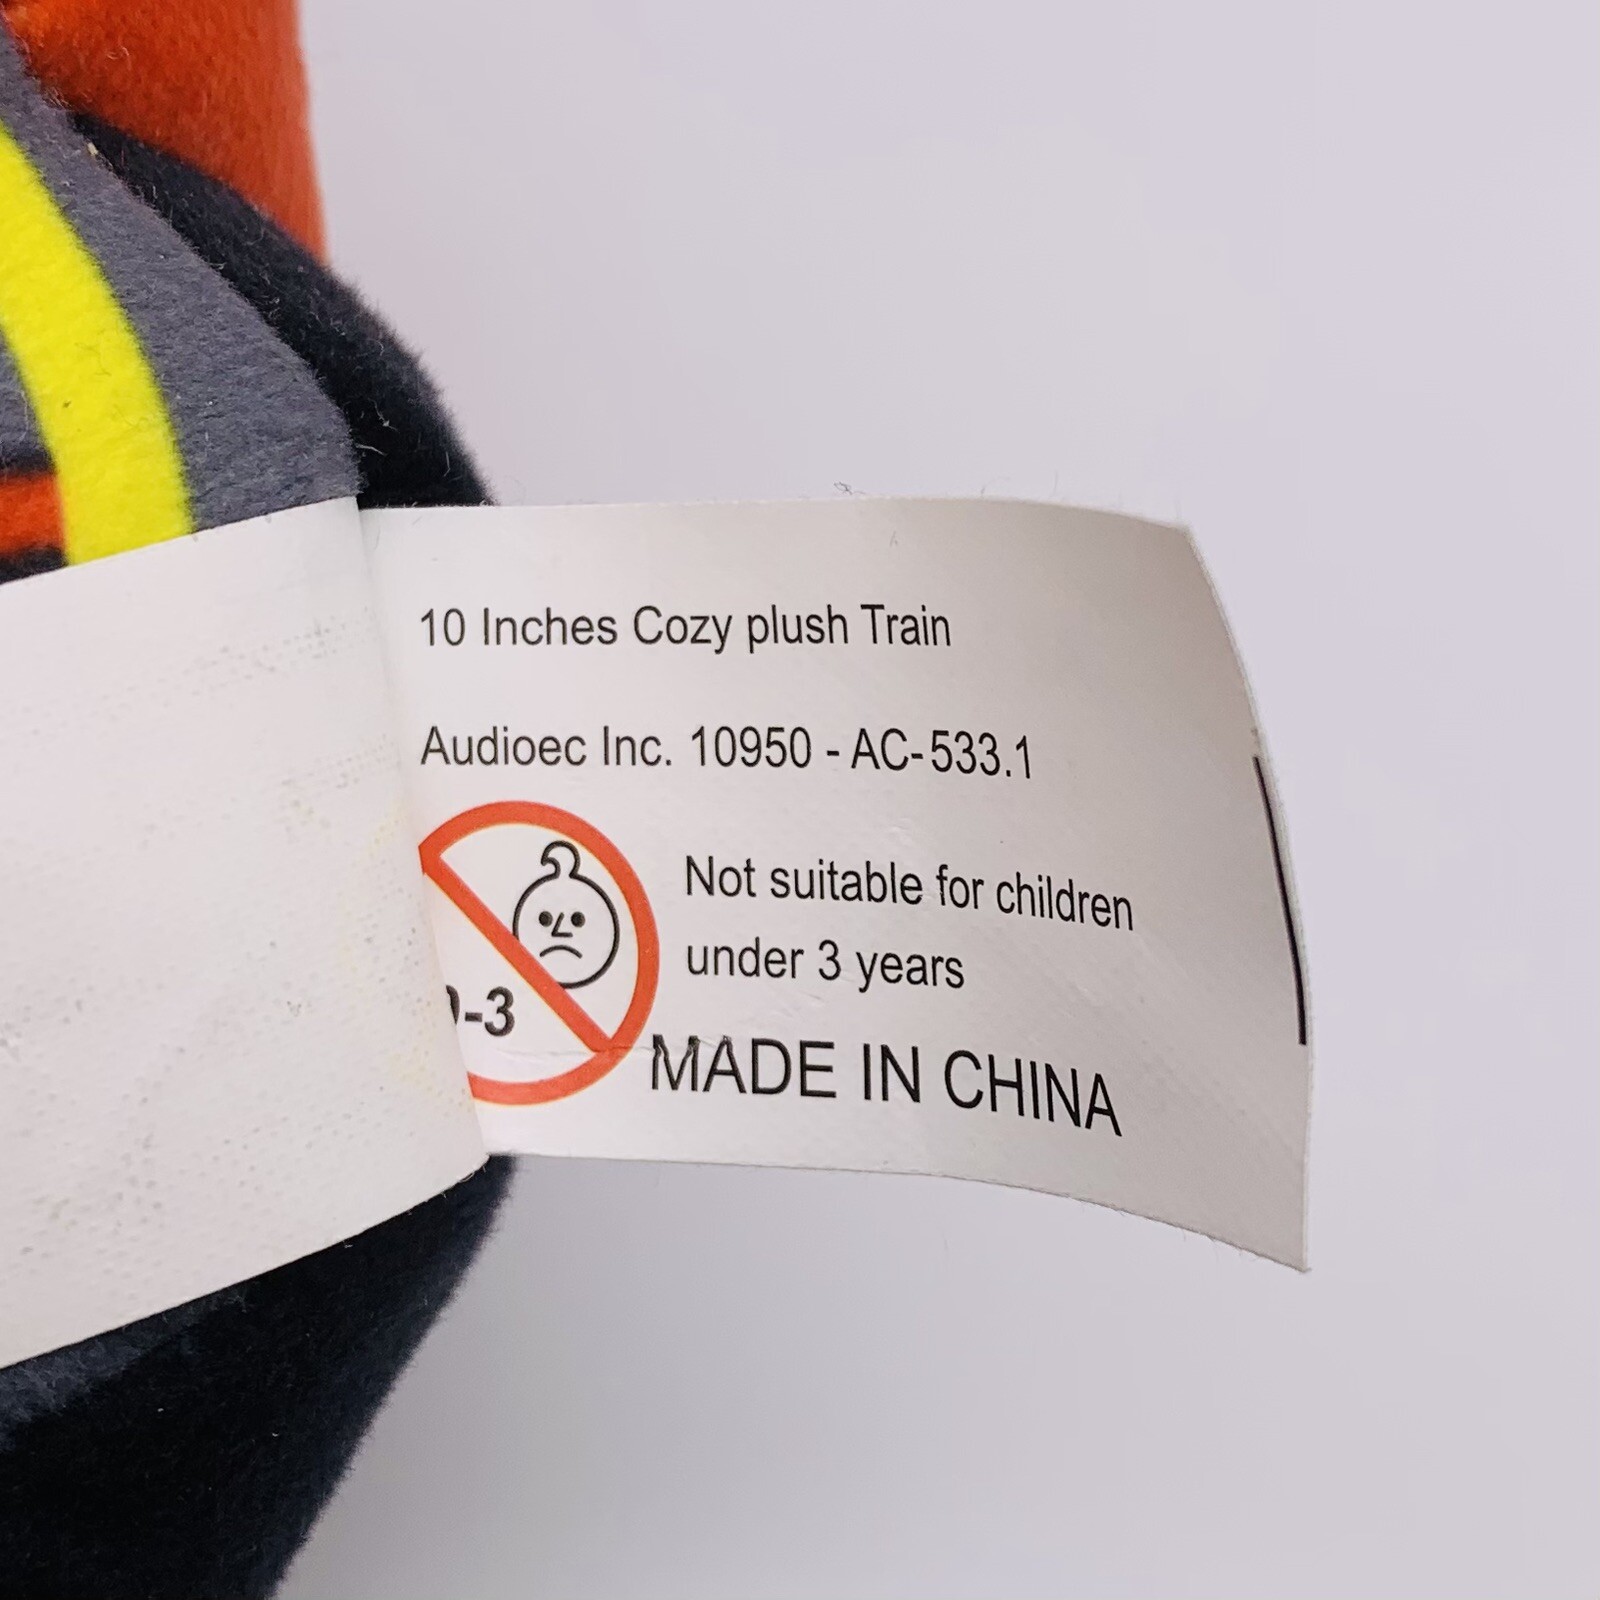 10 Inches Cozy plush Train
Audioec Inc. 10950 - AC-533.1
Not suitable for children
under 3 years
-3
MADE IN CHINA